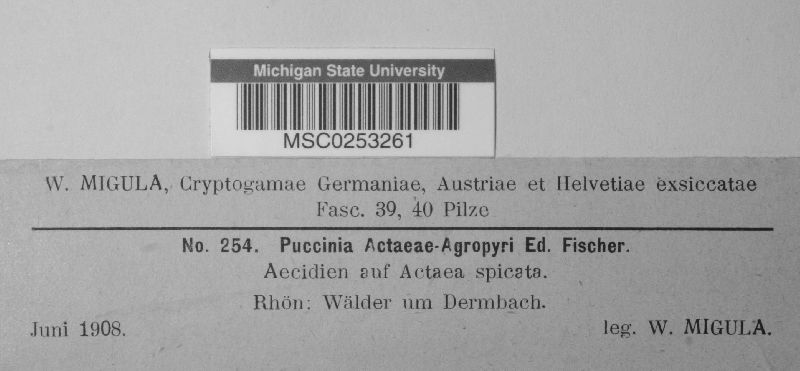 Michigan State University
MSC0253261
W. MIGULA, Cryptogamae Germaniae, Austriae et Helvetiae exsiccatae
Fasc. 39, 40 Pilze
No. 254. Puccinia Actaeae-Agropyri Ed. Fischer.
Aecidien auf Actaea spicata.
Rhön: Wälder um Dermbach.
Juni 1908. leg. W. MIGULA.